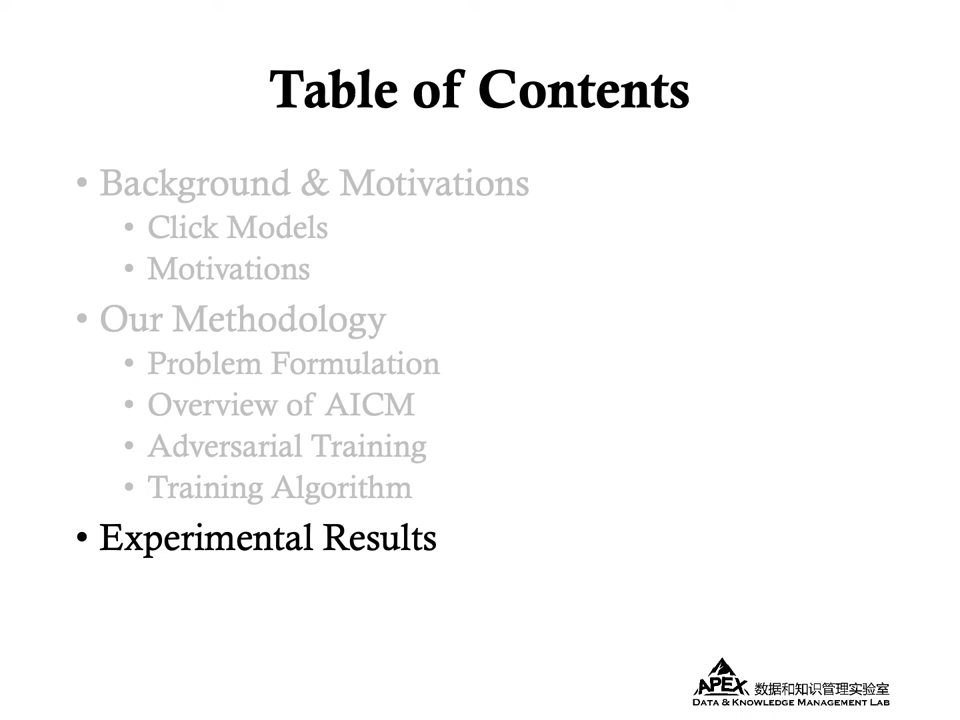 Table of Contents
• Background & Motivations
• Click Models
• Motivations
• Our Methodology
• Problem Formulation
• Overview of AICM
• Adversarial Training
• Training Algorithm
• Experimental Results
APEX 数据和知识管理实验室
DATA & KNOWLEDGE MANAGEMENT LAB